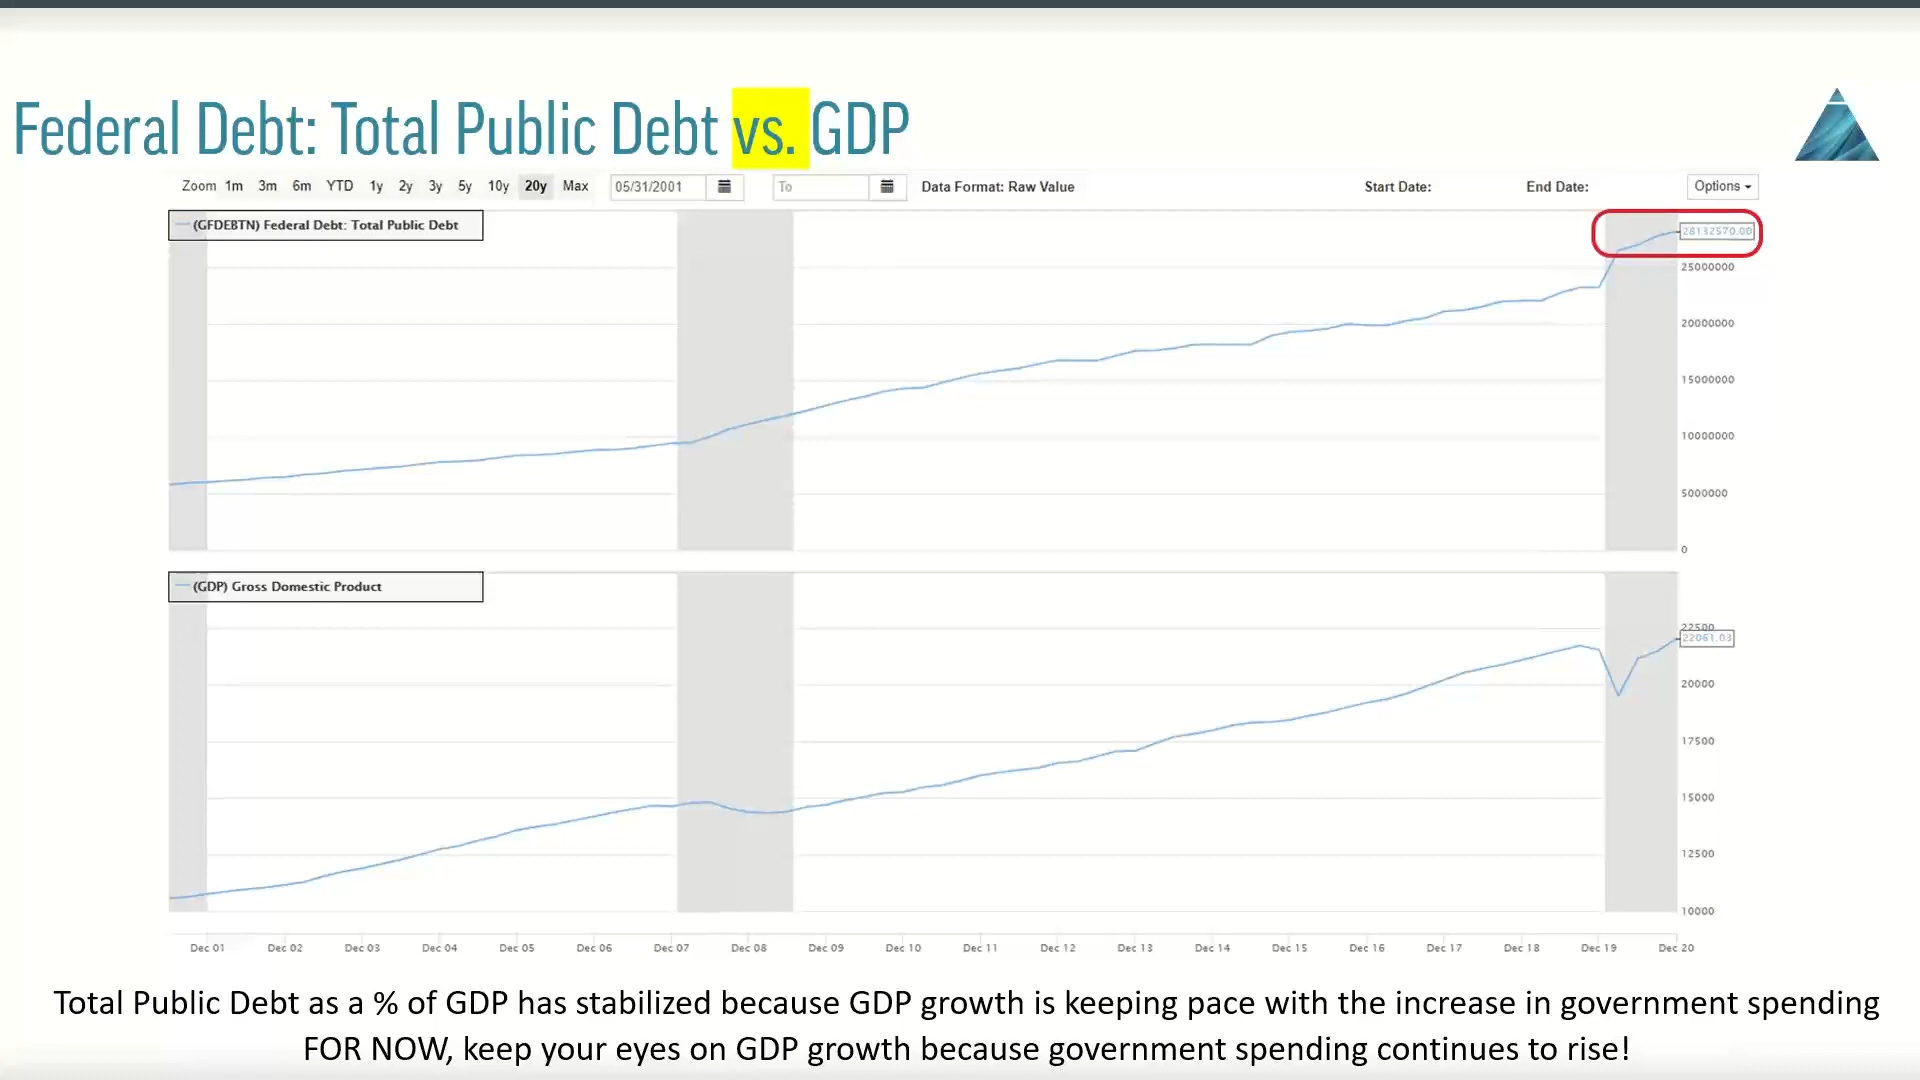 Federal Debt: Total Public Debt vs. GDP
Zoom 1m 3m 6m YTD 1y 2y 3y 5y 10y 20y Max 05/31/2001 To Data Format: Raw Value Start Date: End Date: Options
(GFDEBTN) Federal Debt: Total Public Debt
28132570.00
25000000
20000000
15000000
10000000
5000000
0
(GDP) Gross Domestic Product
22500
22061.03
20000
17500
15000
12500
10000
Dec 01 Dec 02 Dec 03 Dec 04 Dec 05 Dec 06 Dec 07 Dec 08 Dec 09 Dec 10 Dec 11 Dec 12 Dec 13 Dec 14 Dec 15 Dec 16 Dec 17 Dec 18 Dec 19 Dec 20
Total Public Debt as a % of GDP has stabilized because GDP growth is keeping pace with the increase in government spending
FOR NOW, keep your eyes on GDP growth because government spending continues to rise!